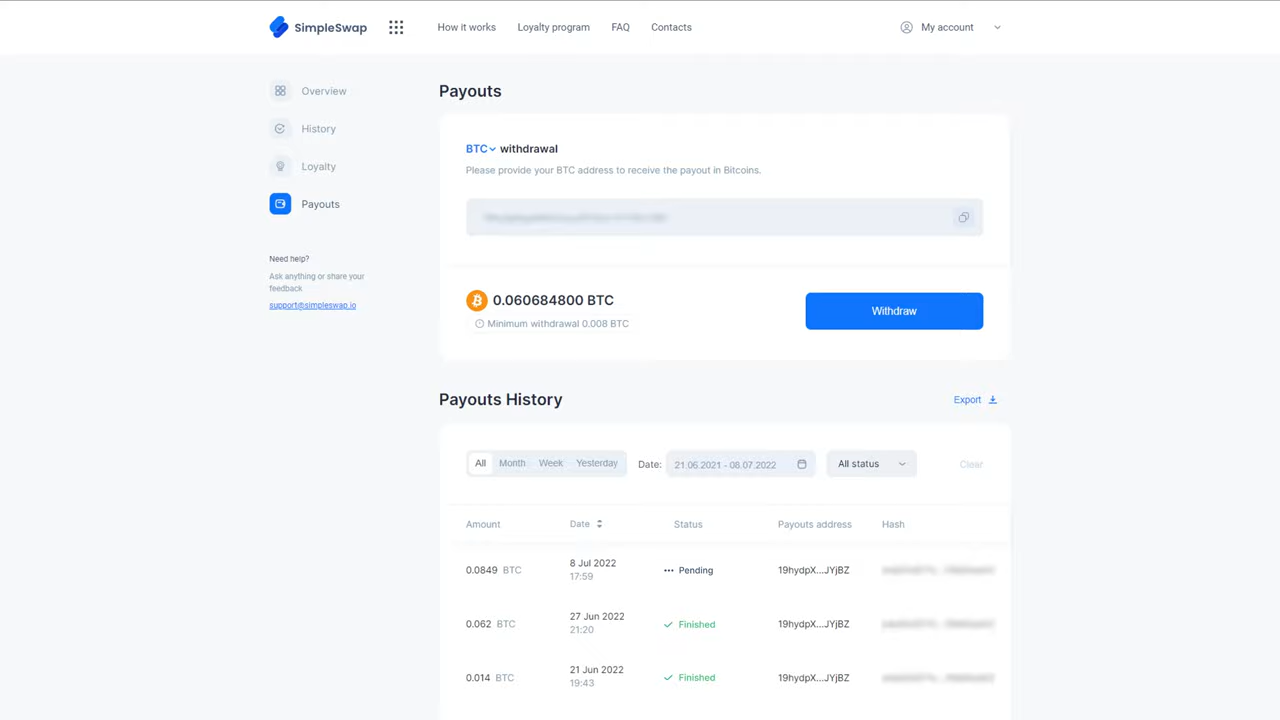 SimpleSwap
How it works
Loyalty program
FAQ
Contacts
My account
Overview
History
Loyalty
Payouts
Need help?
Ask anything or share your
feedback
support@simpleswap.io
Payouts
BTC withdrawal
Please provide your BTC address to receive the payout in Bitcoins.
0.060684800 BTC
Minimum withdrawal 0.008 BTC
Withdraw
Payouts History
Export
All Month Week Yesterday Date: 21.06.2021 - 08.07.2022 All status Clear
Amount Date Status Payouts address Hash
0.0849 BTC 8 Jul 2022 Pending 19hydpX...JYjBZ
17:59
0.062 BTC 27 Jun 2022 Finished 19hydpX...JYjBZ
21:20
0.014 BTC 21 Jun 2022 Finished 19hydpX...JYjBZ
19:43